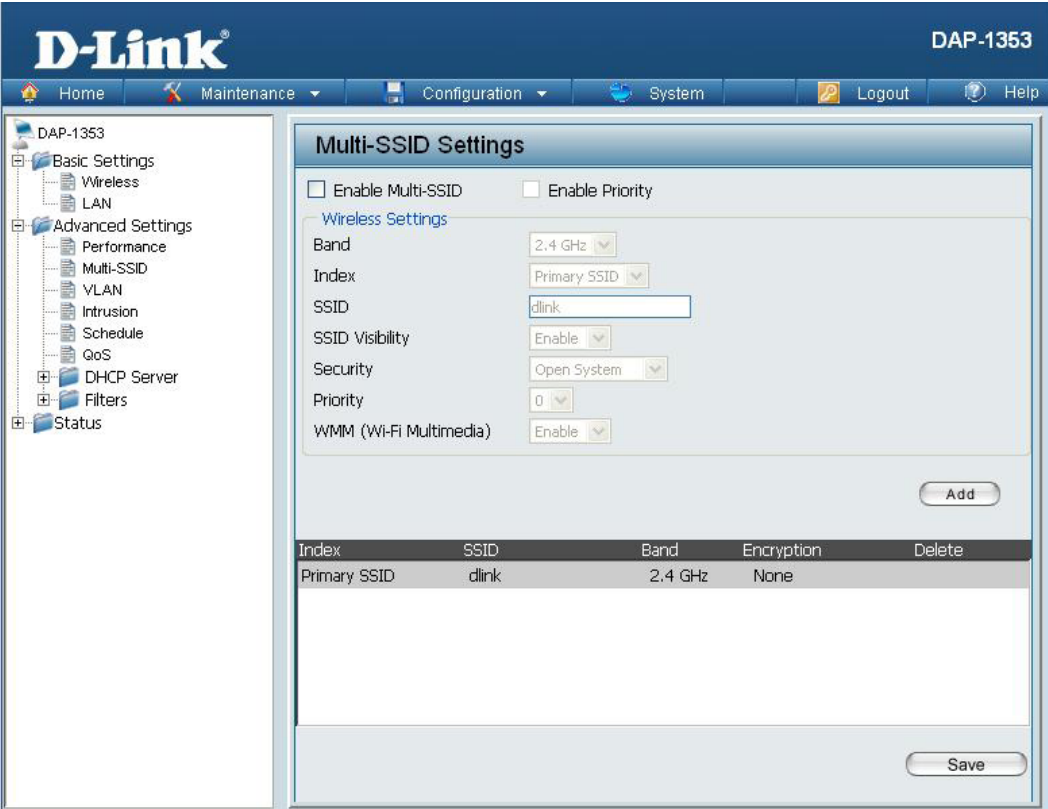 D-Link®
DAP-1353
Home Maintenance Configuration System Logout Help
DAP-1353
Basic Settings
Wireless
LAN
Advanced Settings
Performance
Multi-SSID
VLAN
Intrusion
Schedule
QoS
DHCP Server
Filters
Status
Multi-SSID Settings
Enable Multi-SSID Enable Priority
Wireless Settings
Band 2.4 GHz
Index Primary SSID
SSID dlink
SSID Visibility Enable
Security Open System
Priority 0
WMM (Wi-Fi Multimedia) Enable
Add
Index SSID Band Encryption Delete
Primary SSID dlink 2.4 GHz None
Save